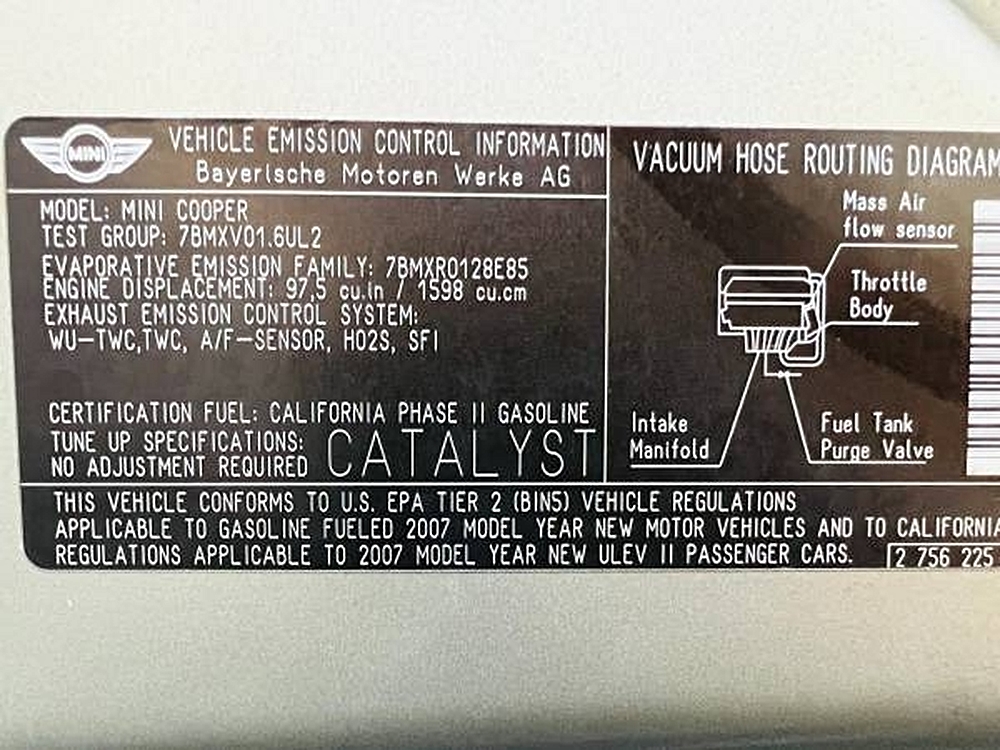 MINI
VEHICLE EMISSION CONTROL INFORMATION
Bayerische Motoren Werke AG
MODEL: MINI COOPER
TEST GROUP: 7BMXV01.6UL2
EVAPORATIVE EMISSION FAMILY: 7BMXR0128E85
ENGINE DISPLACEMENT: 97,5 cu.in / 1598 cu.cm
EXHAUST EMISSION CONTROL SYSTEM:
WU-TWC,TWC, A/F-SENSOR, HO2S, SFI
CERTIFICATION FUEL: CALIFORNIA PHASE II GASOLINE
TUNE UP SPECIFICATIONS:
NO ADJUSTMENT REQUIRED
CATALYST
VACUUM HOSE ROUTING DIAGRAM
Mass Air
flow sensor
Throttle
Body
Intake
Manifold
Fuel Tank
Purge Valve
THIS VEHICLE CONFORMS TO U.S. EPA TIER 2 (BIN5) VEHICLE REGULATIONS
APPLICABLE TO GASOLINE FUELED 2007 MODEL YEAR NEW MOTOR VEHICLES AND TO CALIFORNIA
REGULATIONS APPLICABLE TO 2007 MODEL YEAR NEW ULEV II PASSENGER CARS.
2 756 225